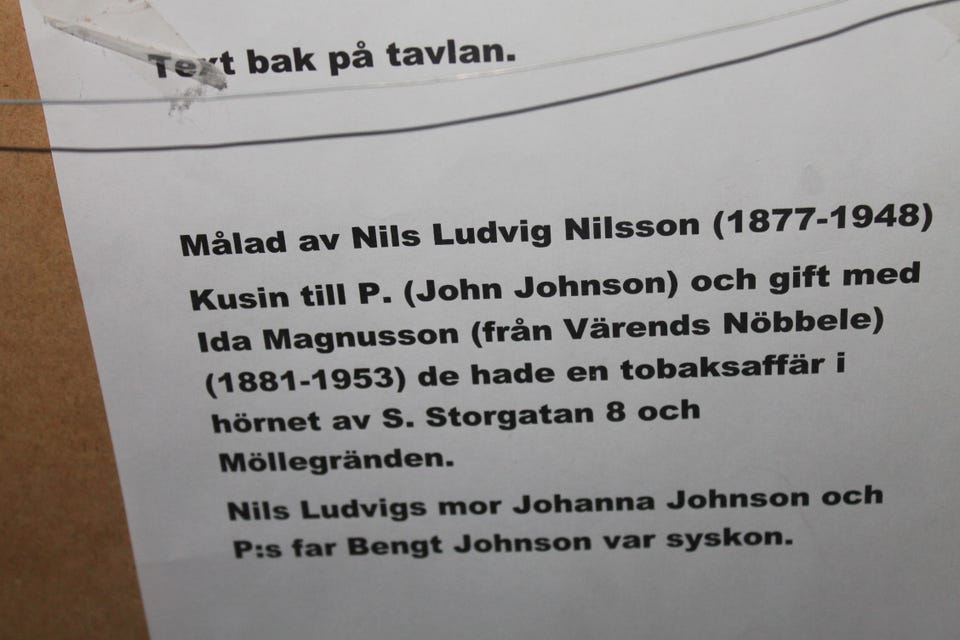 Text bak på tavlan.
Målad av Nils Ludvig Nilsson (1877-1948)
Kusin till P. (John Johnson) och gift med
Ida Magnusson (från Värends Nöbbele)
(1881-1953) de hade en tobaksaffär i
hörnet av S. Storgatan 8 och
Möllegränden.
Nils Ludvigs mor Johanna Johnson och
P:s far Bengt Johnson var syskon.